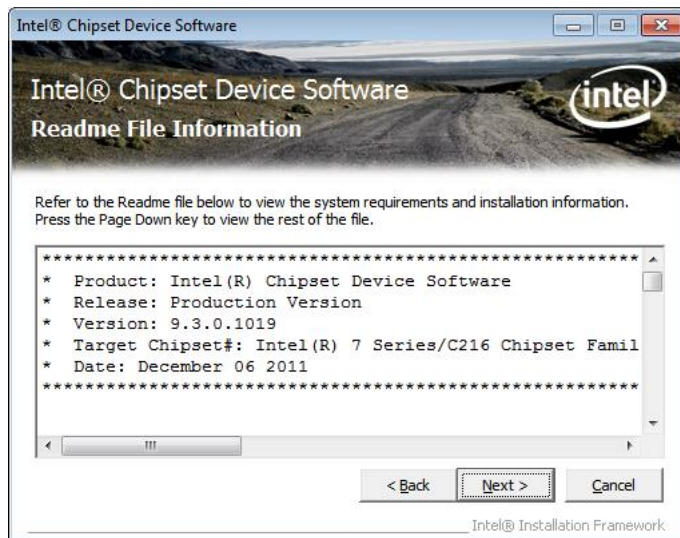 Intel® Chipset Device Software
Intel® Chipset Device Software
intel
Readme File Information
Refer to the Readme file below to view the system requirements and installation information.
Press the Page Down key to view the rest of the file.
**********************************************************
* Product: Intel(R) Chipset Device Software
* Release: Production Version
* Version: 9.3.0.1019
* Target Chipset#: Intel(R) 7 Series/C216 Chipset Famil
* Date: December 06 2011
**********************************************************
< Back Next > Cancel
Intel® Installation Framework